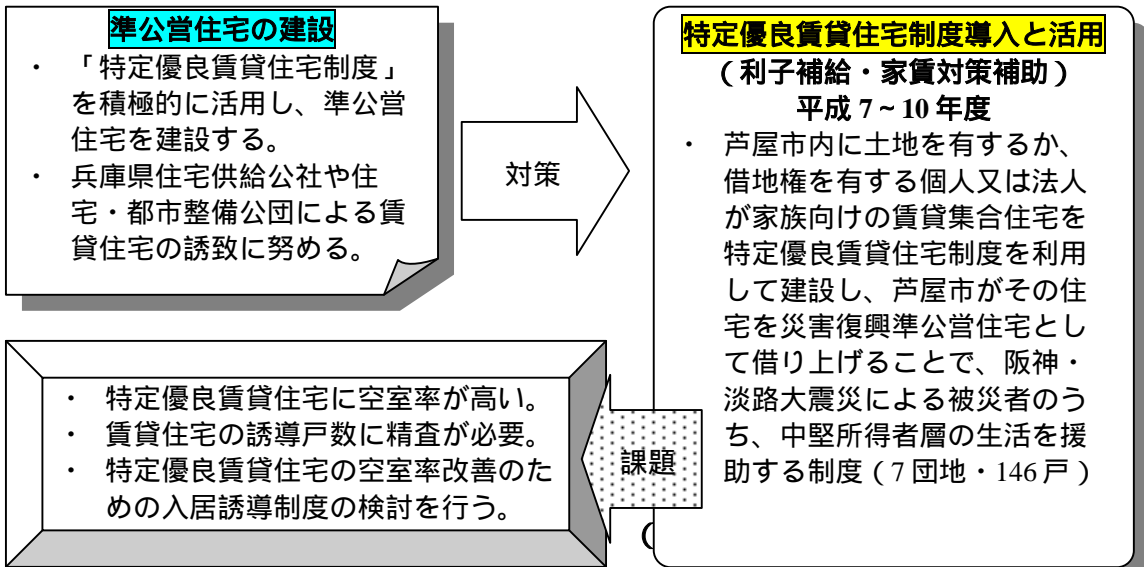 準公営住宅の建設
・ 「特定優良賃貸住宅制度」
を積極的に活用し、準公営
住宅を建設する。
・ 兵庫県住宅供給公社や住
宅・都市整備公団による賃
貸住宅の誘致に努める。
対策
特定優良賃貸住宅制度導入と活用
（利子補給・家賃対策補助）
平成 7～10 年度
・ 芦屋市内に土地を有するか、
借地権を有する個人又は法人
が家族向けの賃貸集合住宅を
特定優良賃貸住宅制度を利用
して建設し、芦屋市がその住
宅を災害復興準公営住宅とし
て借り上げることで、阪神・
淡路大震災による被災者のう
ち、中堅所得者層の生活を援
助する制度（7 団地・146 戸）
課題
・ 特定優良賃貸住宅に空室率が高い。
・ 賃貸住宅の誘導戸数に精査が必要。
・ 特定優良賃貸住宅の空室率改善のた
めの入居誘導制度の検討を行う。
（